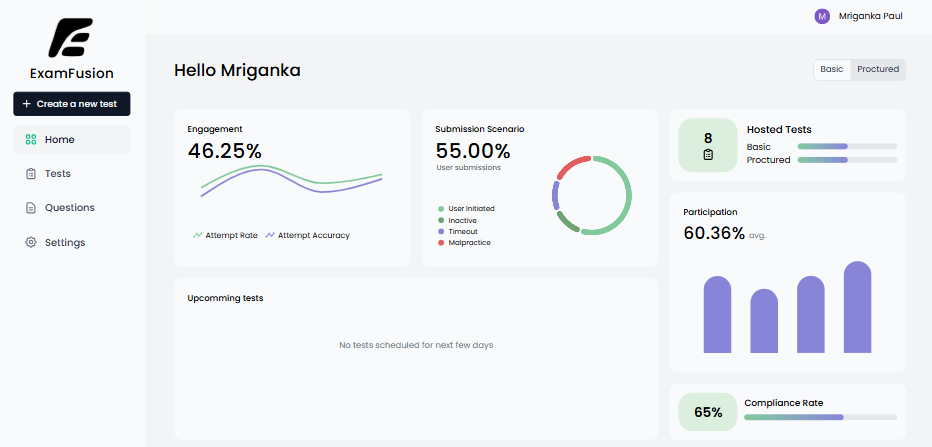 M Mriganka Paul
ExamFusion
+ Create a new test
Home
Tests
Questions
Settings
Hello Mriganka
Basic Proctured
Engagement
46.25%
Attempt Rate Attempt Accuracy
Submission Scenario
55.00%
User submissions
User Initiated
Inactive
Timeout
Malpractice
8
Hosted Tests
Basic
Proctured
Participation
60.36% avg.
Upcomming tests
No tests scheduled for next few days
65%
Compliance Rate